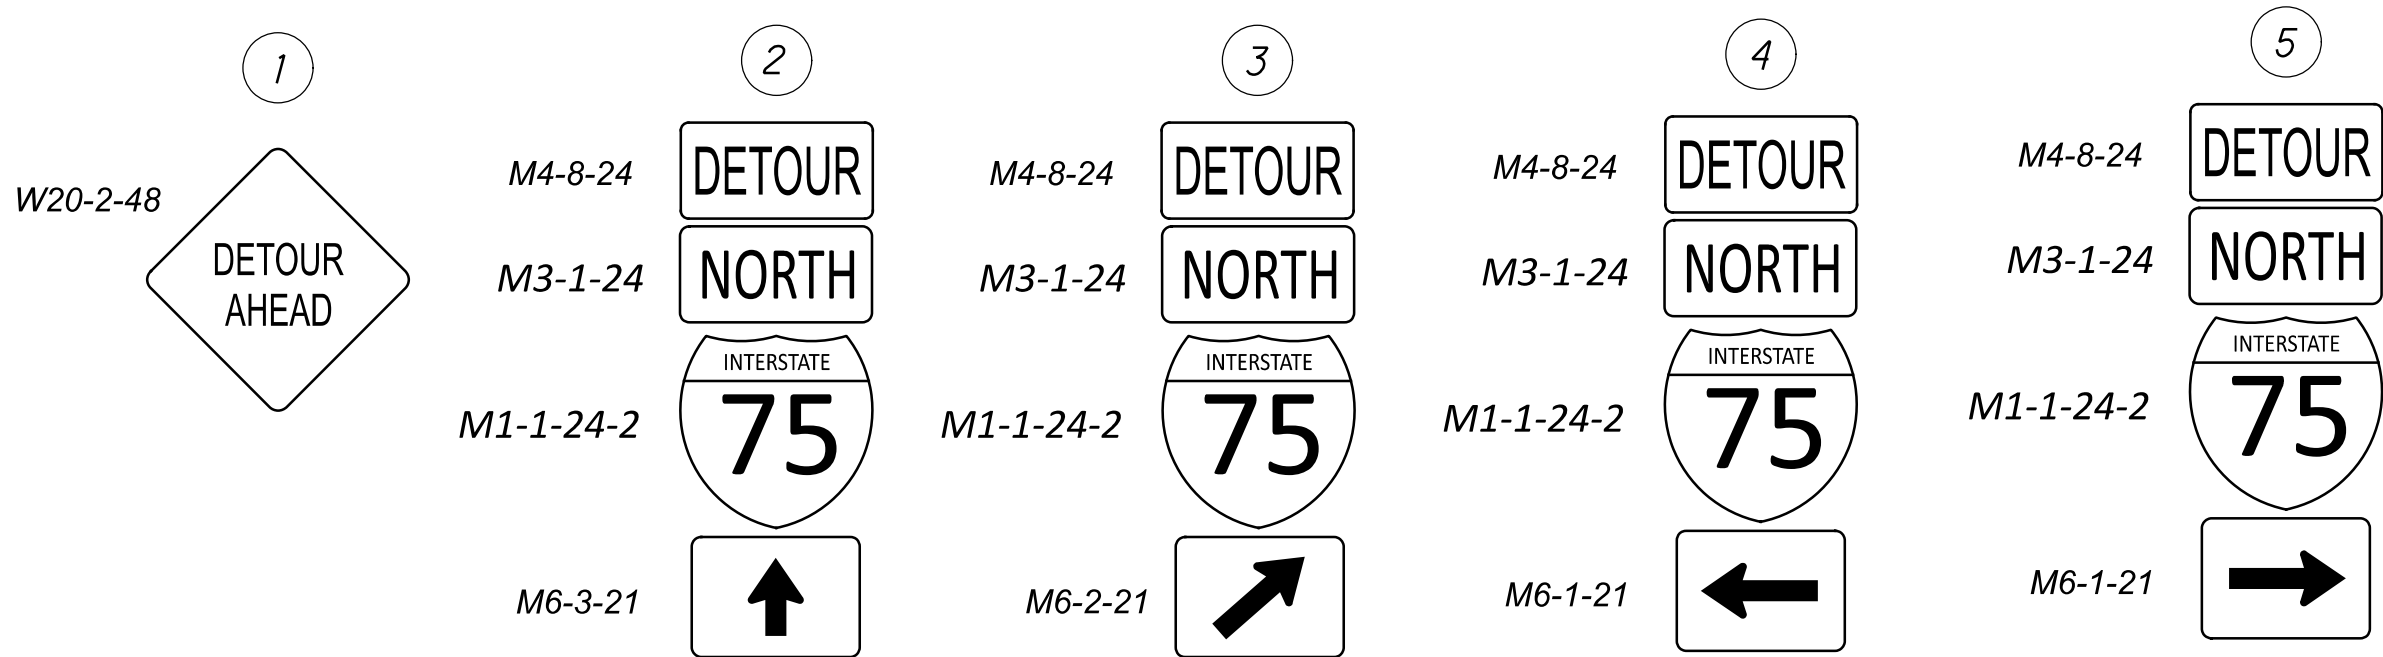 1
W20-2-48
DETOUR
AHEAD
2
M4-8-24
DETOUR
M3-1-24
NORTH
INTERSTATE
M1-1-24-2
75
M6-3-21
3
M4-8-24
DETOUR
M3-1-24
NORTH
INTERSTATE
M1-1-24-2
75
M6-2-21
4
M4-8-24
DETOUR
M3-1-24
NORTH
INTERSTATE
M1-1-24-2
75
M6-1-21
5
M4-8-24
DETOUR
M3-1-24
NORTH
INTERSTATE
M1-1-24-2
75
M6-1-21